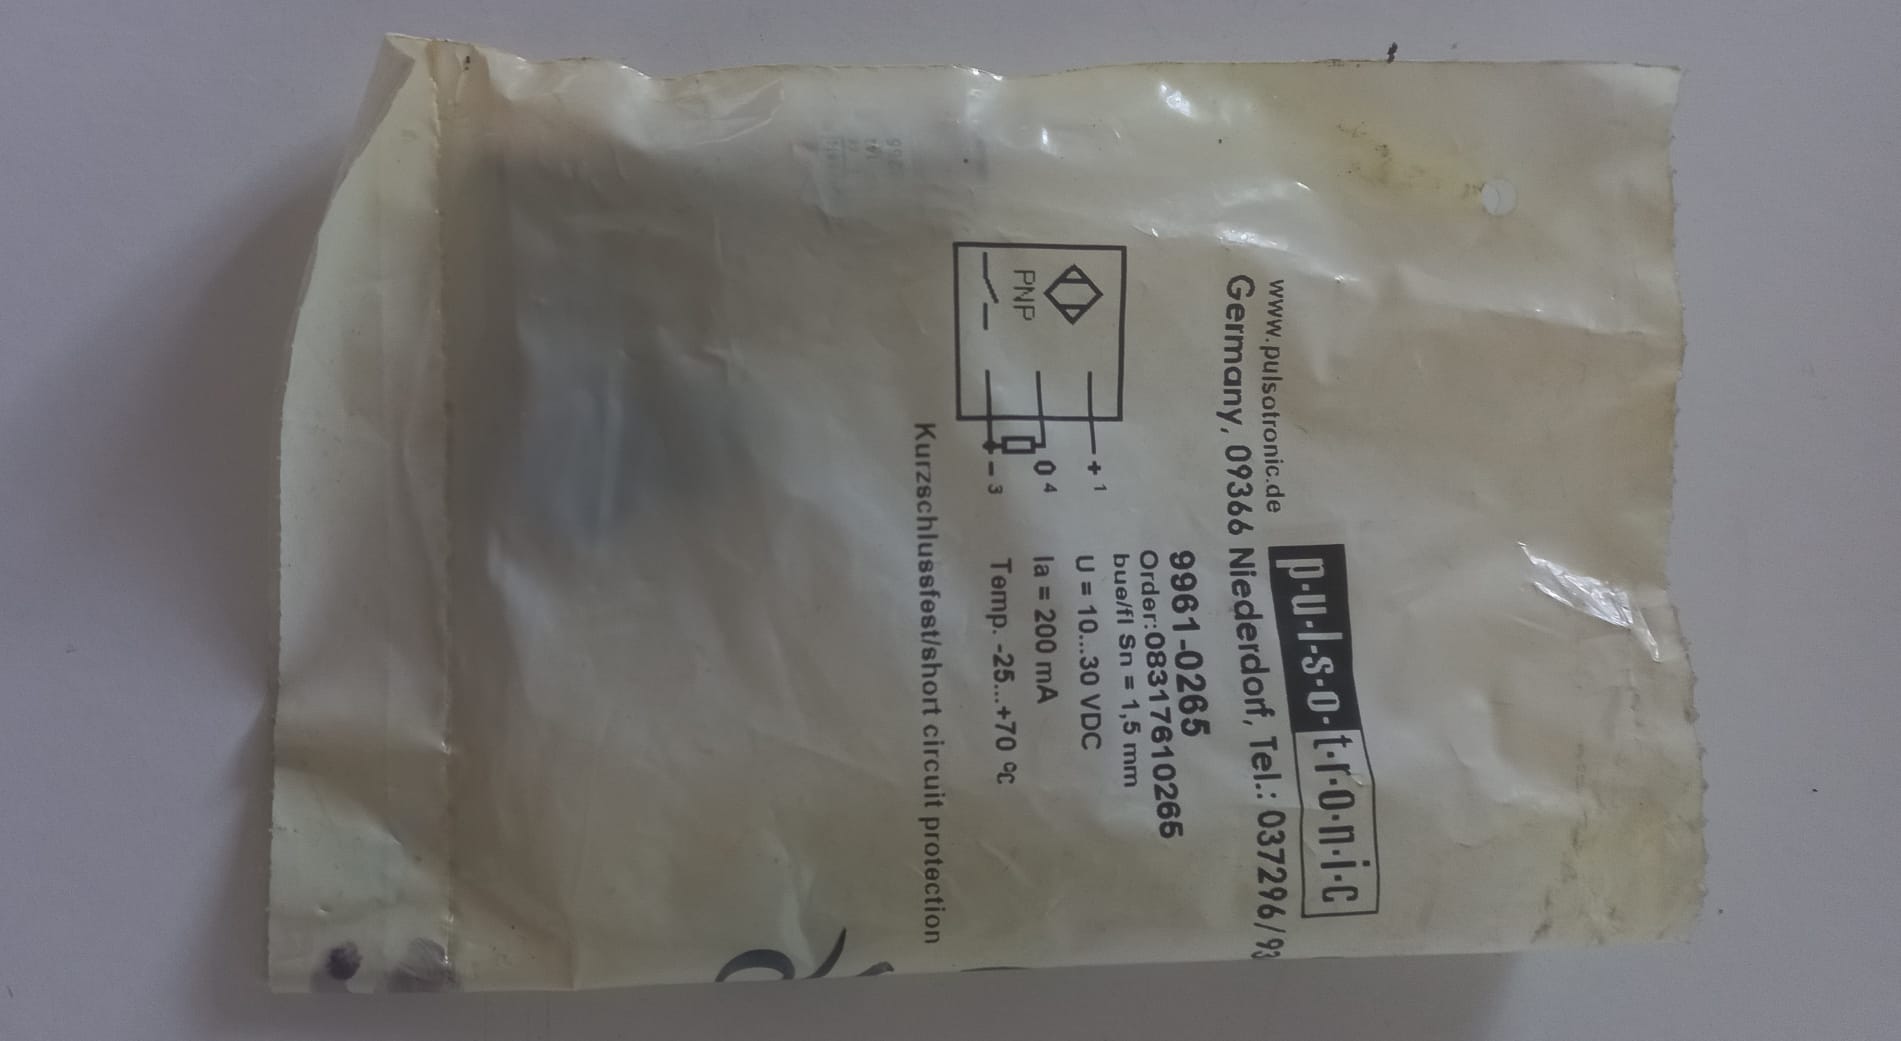 p·u·l·s·o·t·r·o·n·i·c
www.pulsotronic.de
Germany, 09366 Niederdorf, Tel.: 037296/93
9961-0265
Order:08317610265
bue/fl Sn = 1,5 mm
U = 10...30 VDC
Ia = 200 mA
Temp. -25...+70 °C
+ 1
PNP
0 4
- 3
Kurzschlussfest/short circuit protection